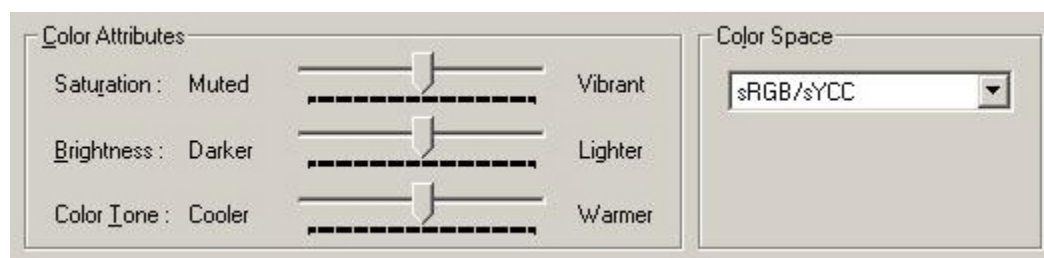 Color Attributes
Saturation : Muted Vibrant
Brightness : Darker Lighter
Color Tone : Cooler Warmer
Color Space
sRGB/sYCC